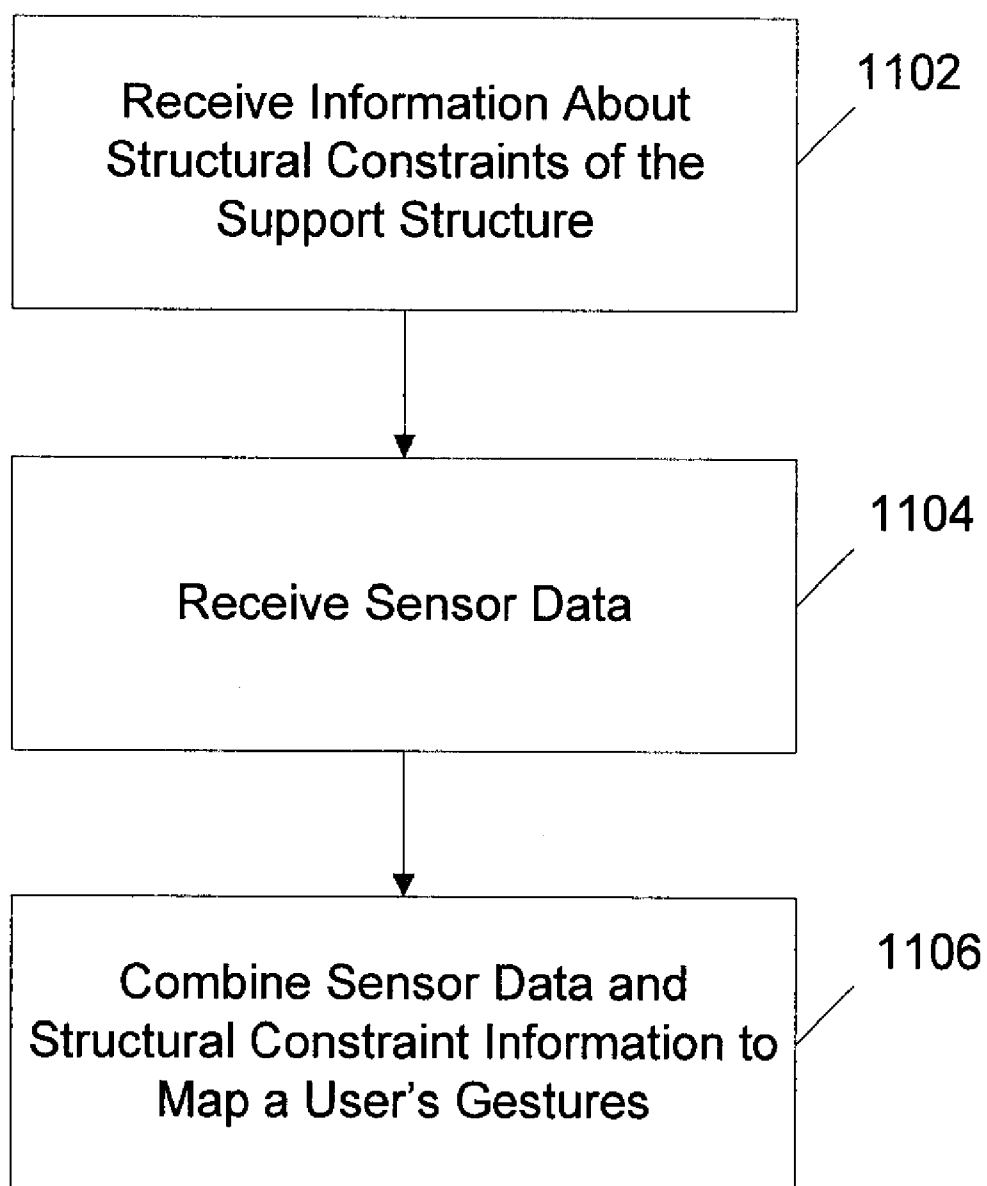 Receive Information About
Structural Constraints of the
Support Structure
1102
Receive Sensor Data
1104
Combine Sensor Data and
Structural Constraint Information to
Map a User's Gestures
1106